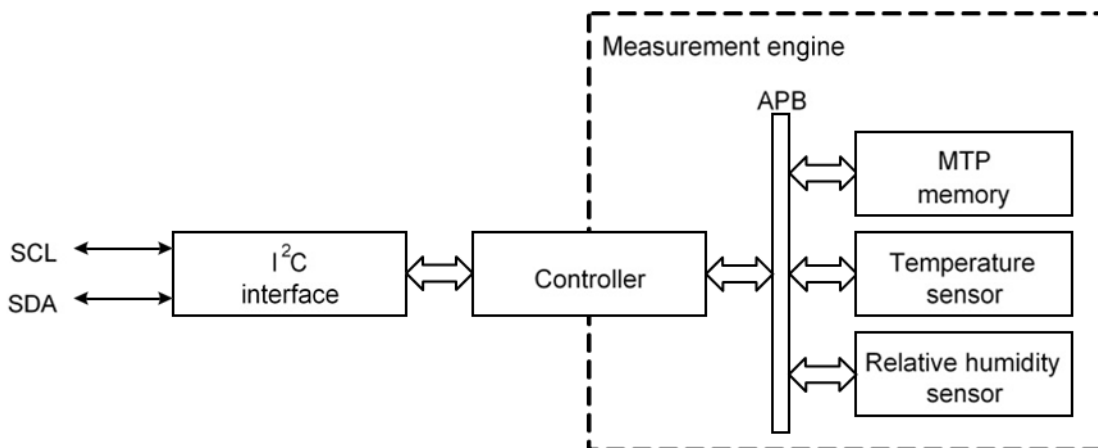 Measurement engine
APB
MTP
memory
SCL
SDA
I²C
interface
Controller
Temperature
sensor
Relative humidity
sensor